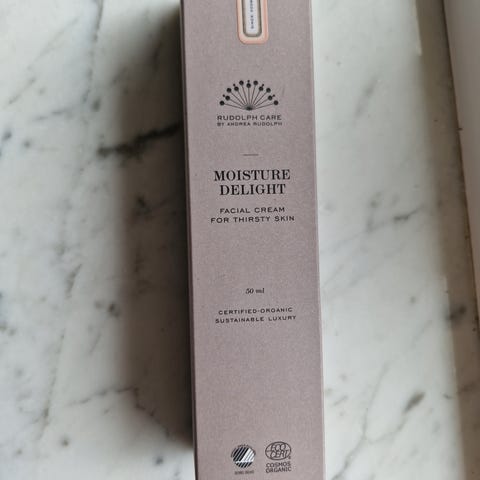 RUDOLPH CARE
BY ANDREA RUDOLPH
MOISTURE
DELIGHT
FACIAL CREAM
FOR THIRSTY SKIN
50 ml
CERTIFIED-ORGANIC
SUSTAINABLE LUXURY
ECO
CERT
COSMOS
ORGANIC